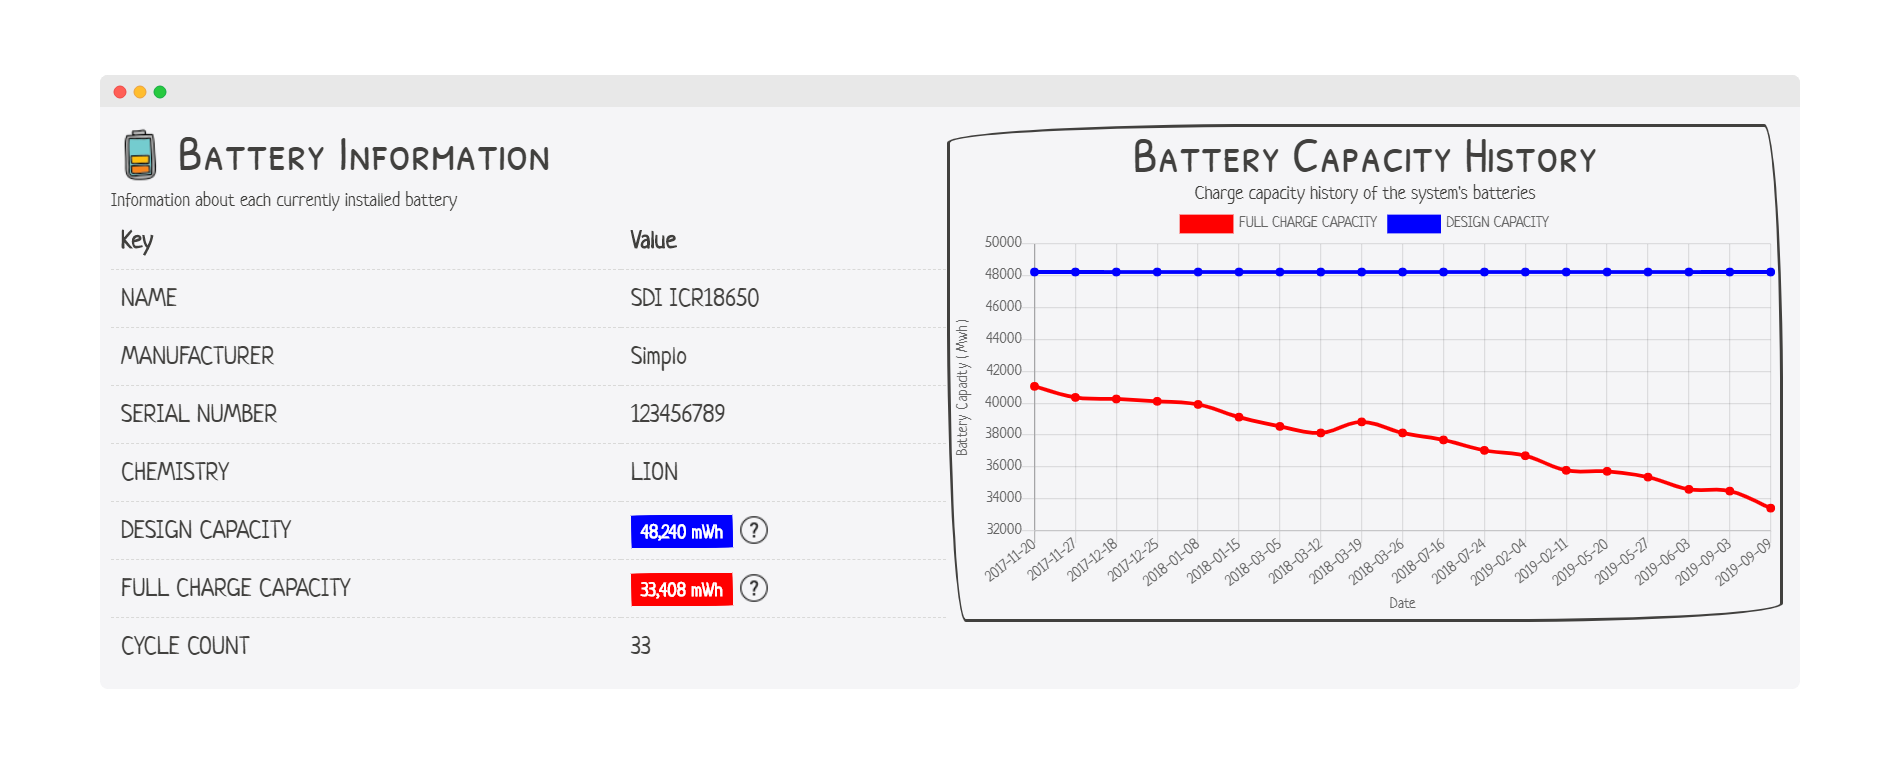 Battery Information
Information about each currently installed battery
Key Value
NAME SDI ICR18650
MANUFACTURER Simplo
SERIAL NUMBER 123456789
CHEMISTRY LION
DESIGN CAPACITY 48,240 mWh ?
FULL CHARGE CAPACITY 33,408 mWh ?
CYCLE COUNT 33
Battery Capacity History
Charge capacity history of the system's batteries
FULL CHARGE CAPACITY DESIGN CAPACITY
Battery Capacity (Mwh)
50000
48000
46000
44000
42000
40000
38000
36000
34000
32000
2017-11-20 2017-11-27 2017-12-18 2017-12-25 2018-01-08 2018-01-15 2018-03-05 2018-03-12 2018-03-19 2018-03-26 2018-07-16 2018-07-24 2019-02-04 2019-02-11 2019-05-20 2019-05-27 2019-06-03 2019-09-03 2019-09-09
Date